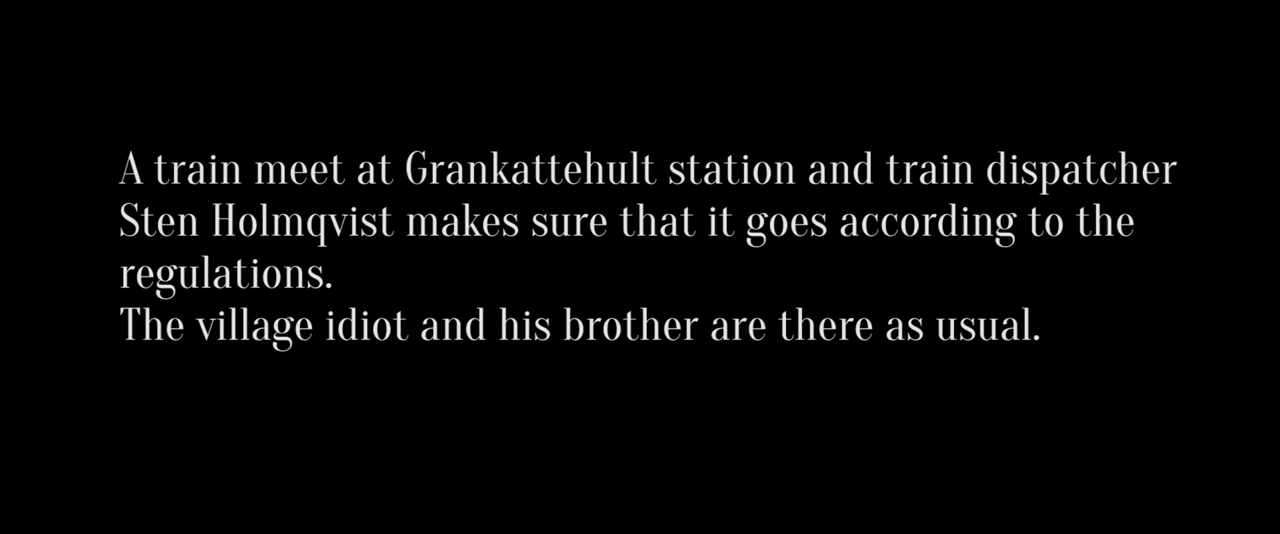 A train meet at Grankattehult station and train dispatcher
Sten Holmqvist makes sure that it goes according to the
regulations.
The village idiot and his brother are there as usual.